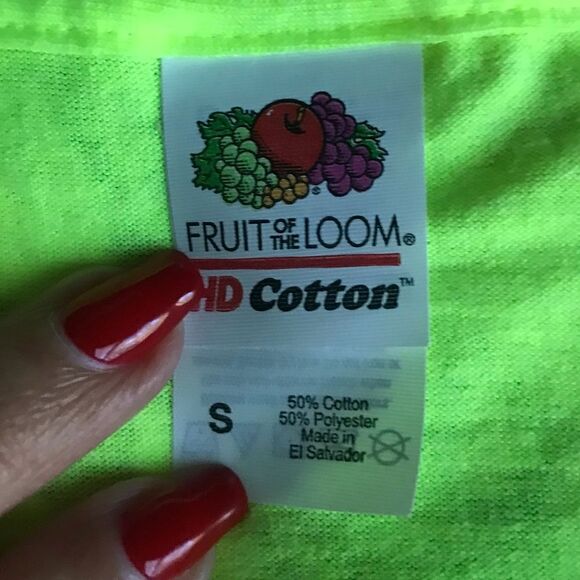 FRUIT OF THE LOOM®
HD Cotton™
S
50% Cotton
50% Polyester
Made in
El Salvador